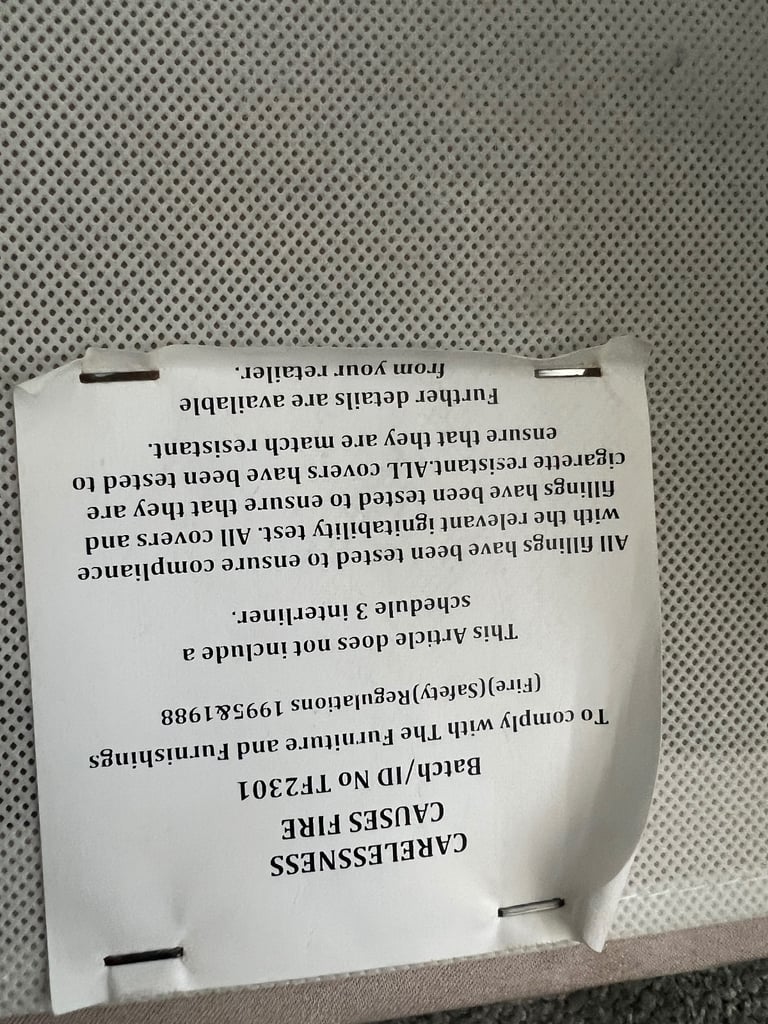 CARELESSNESS
CAUSES FIRE
Batch/ID No TF2301
To comply with The Furniture and Furnishings
(Fire)(Safety)Regulations 1995&1988
This Article does not include a
schedule 3 interliner.
All fillings have been tested to ensure compliance
with the relevant ignitability test. All covers and
fillings have been tested to ensure that they are
cigarette resistant.ALL covers have been tested to
ensure that they are match resistant.
Further details are available
from your retailer.